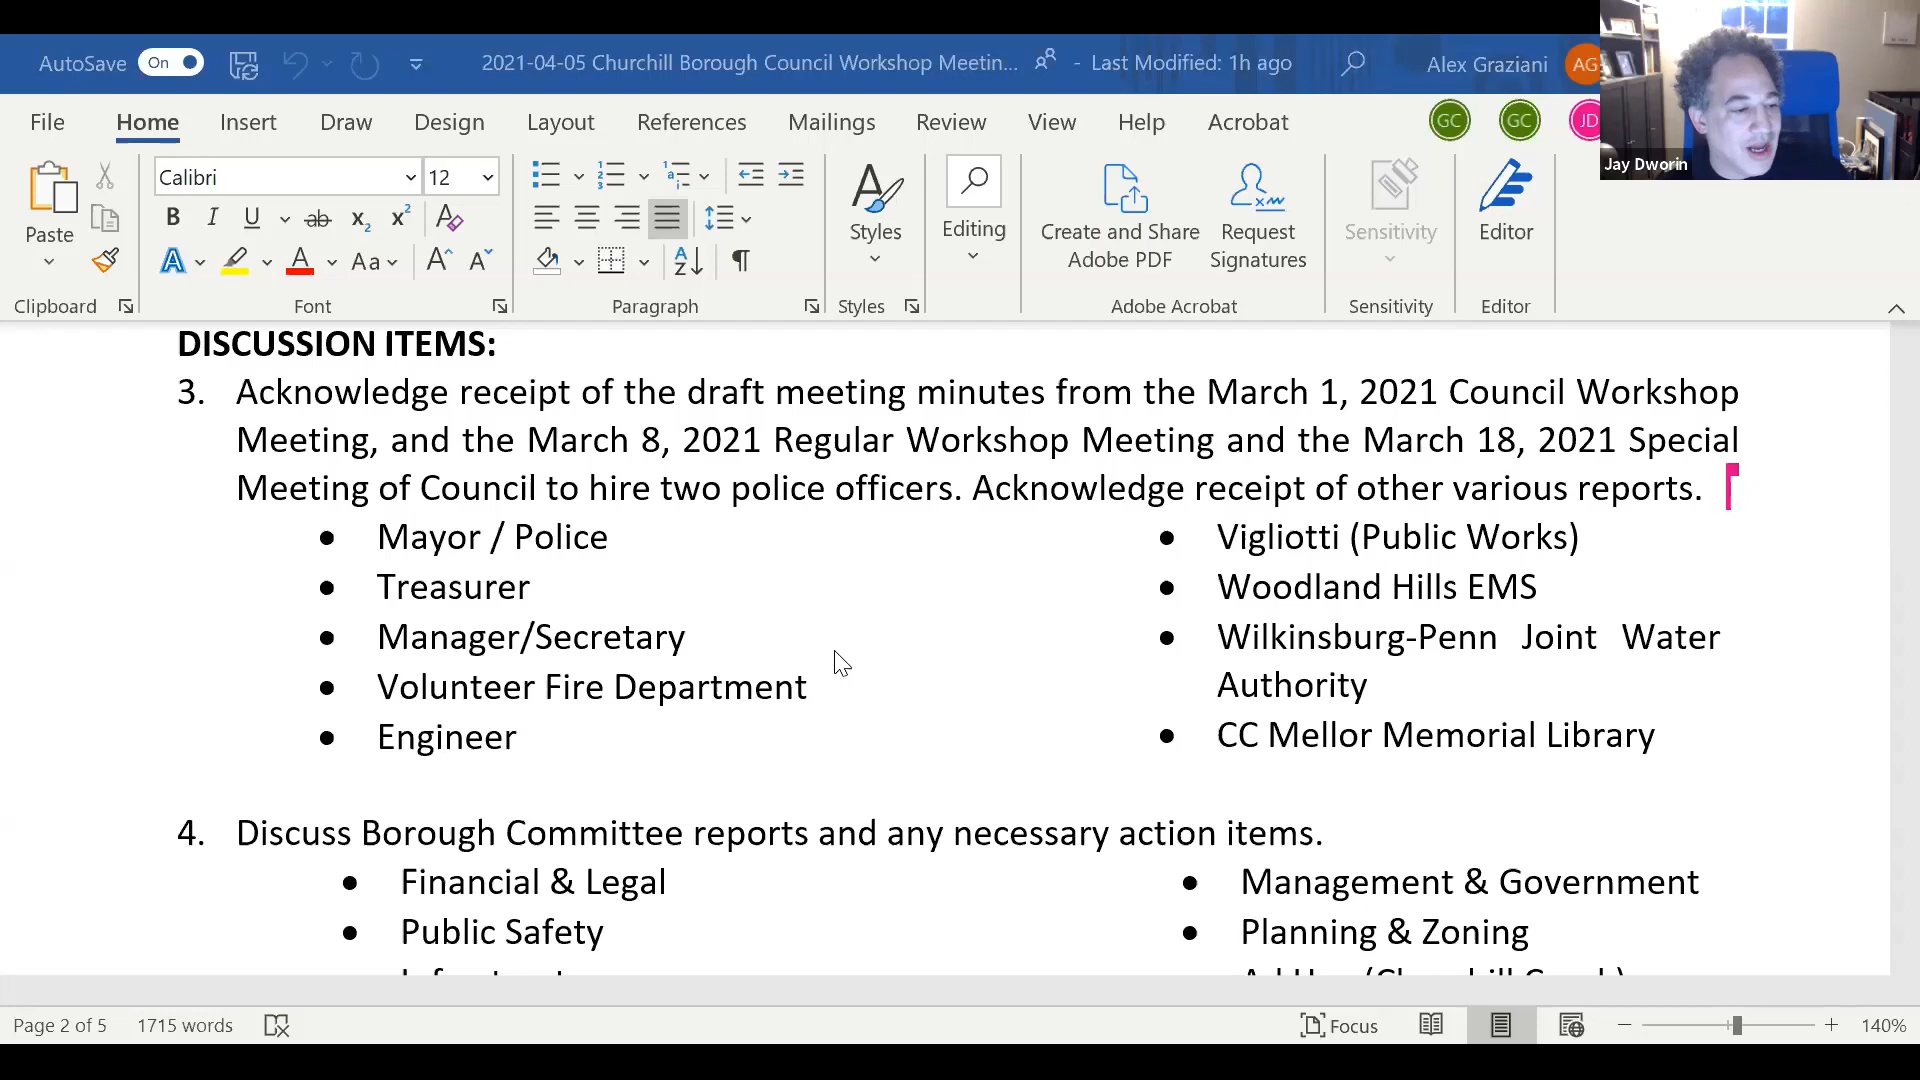 AutoSave On 2021-04-05 Churchill Borough Council Workshop Meetin... - Last Modified: 1h ago Alex Graziani AG
File Home Insert Draw Design Layout References Mailings Review View Help Acrobat GC GC JD
Jay Dworin
Calibri 12
Paste
Styles
Editing
Create and Share
Adobe PDF
Request
Signatures
Sensitivity
Editor
Clipboard Font Paragraph Styles Adobe Acrobat Sensitivity Editor
DISCUSSION ITEMS:
3. Acknowledge receipt of the draft meeting minutes from the March 1, 2021 Council Workshop
Meeting, and the March 8, 2021 Regular Workshop Meeting and the March 18, 2021 Special
Meeting of Council to hire two police officers. Acknowledge receipt of other various reports.
• Mayor / Police
• Treasurer
• Manager/Secretary
• Volunteer Fire Department
• Engineer
• Vigliotti (Public Works)
• Woodland Hills EMS
• Wilkinsburg-Penn Joint Water
Authority
• CC Mellor Memorial Library
4. Discuss Borough Committee reports and any necessary action items.
• Financial & Legal
• Public Safety
• Management & Government
• Planning & Zoning
Page 2 of 5 1715 words Focus 140%